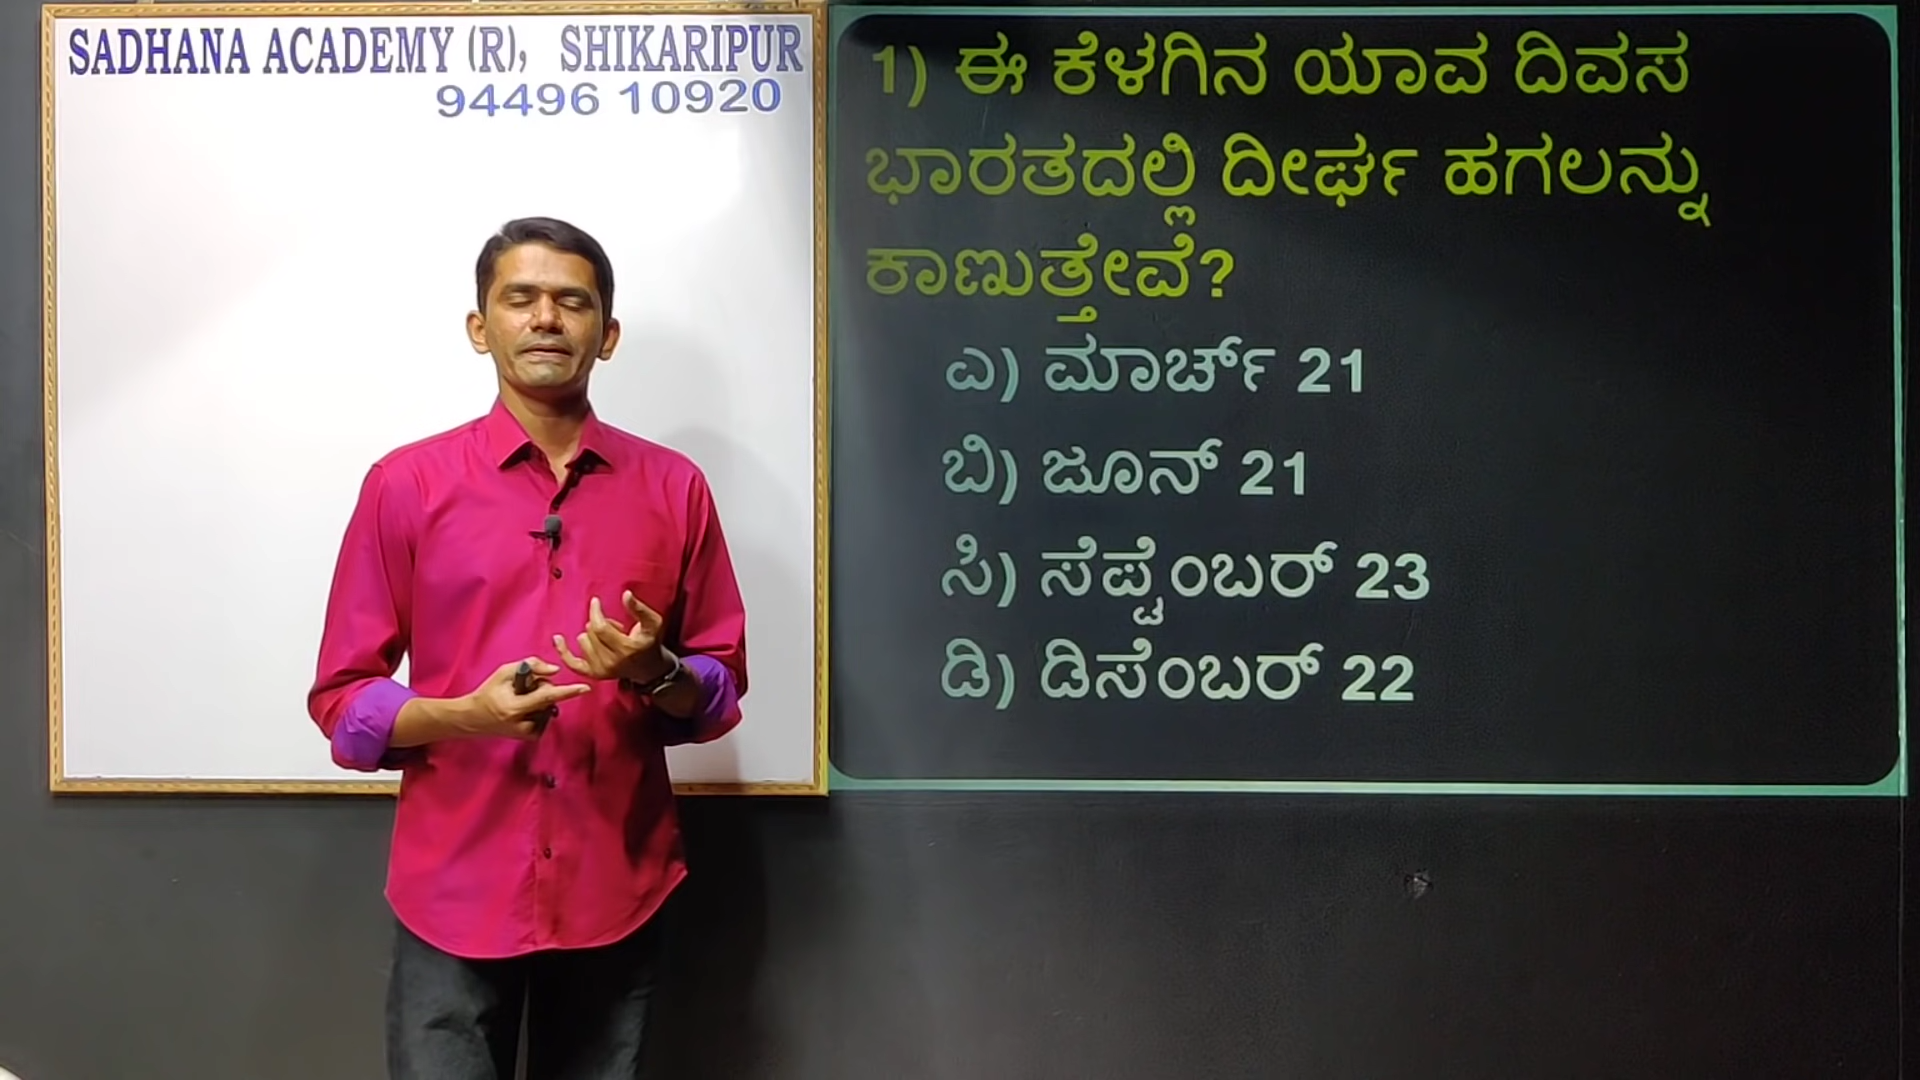 SADHANA ACADEMY (R), SHIKARIPUR
94496 10920
1) ಈ ಕೆಳಗಿನ ಯಾವ ದಿವಸ
ಭಾರತದಲ್ಲಿ ದೀರ್ಘ ಹಗಲನ್ನು
ಕಾಣುತ್ತೇವೆ?
ಎ) ಮಾರ್ಚ್ 21
ಬಿ) ಜೂನ್ 21
ಸಿ) ಸೆಪ್ಟೆಂಬರ್ 23
ಡಿ) ಡಿಸೆಂಬರ್ 22